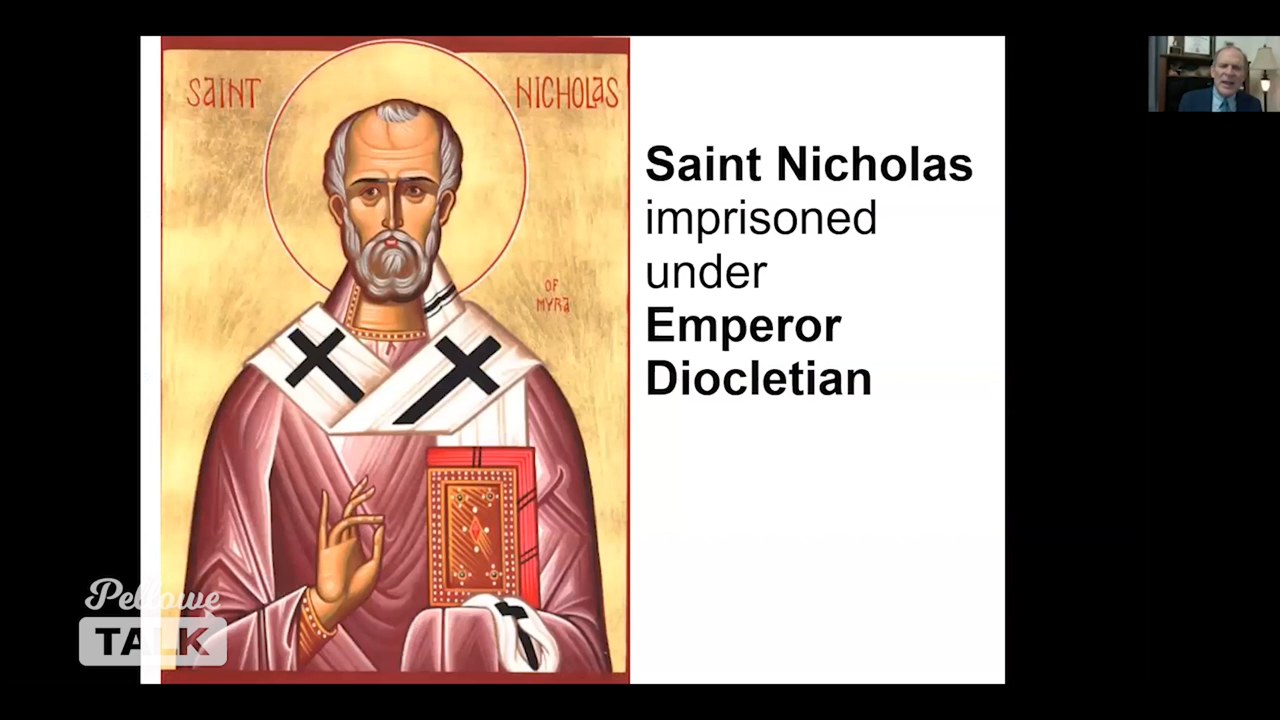 SAINT NICHOLAS
OF
MYRA
Saint Nicholas
imprisoned
under
Emperor
Diocletian
Pellowe
TALK